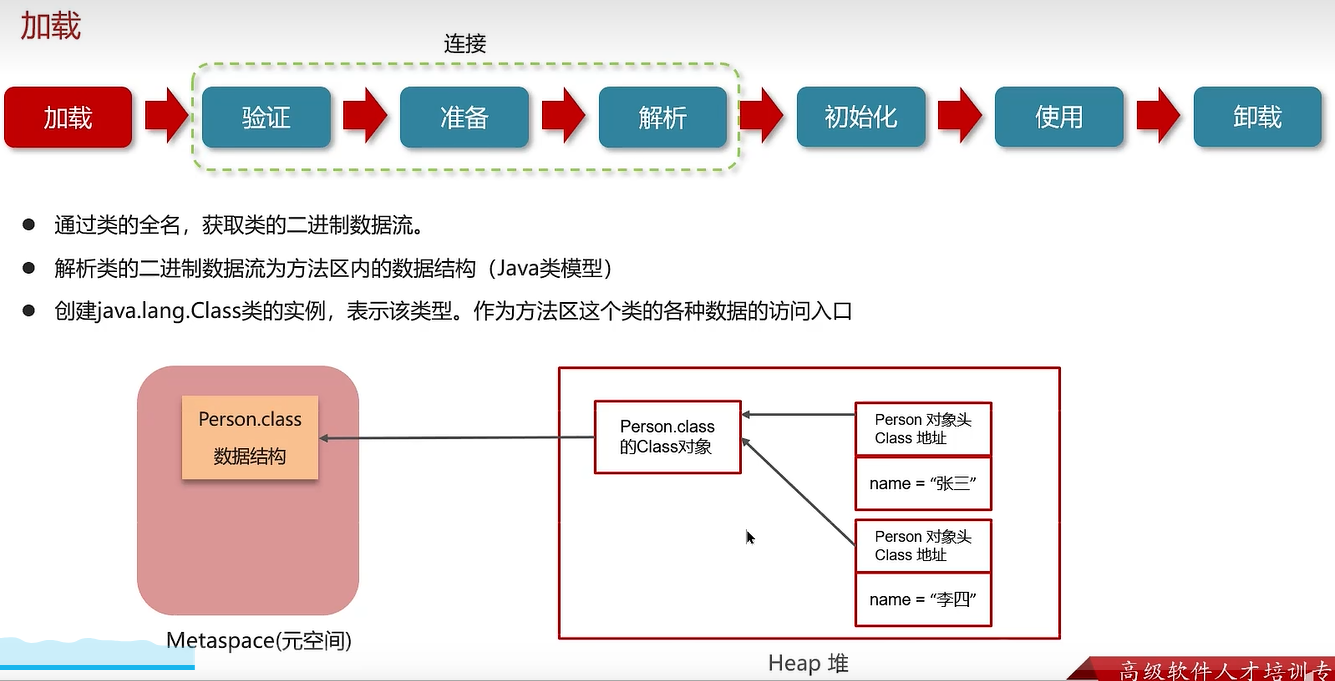 加载
连接
加载
验证
准备
解析
初始化
使用
卸载
通过类的全名，获取类的二进制数据流。
解析类的二进制数据流为方法区内的数据结构（Java类模型）
创建java.lang.Class类的实例，表示该类型。作为方法区这个类的各种数据的访问入口
Person.class
数据结构
Metaspace(元空间)
Person.class
的Class对象
Person 对象头
Class 地址
name = “张三”
Person 对象头
Class 地址
name = “李四”
Heap 堆
高级软件人才培训专